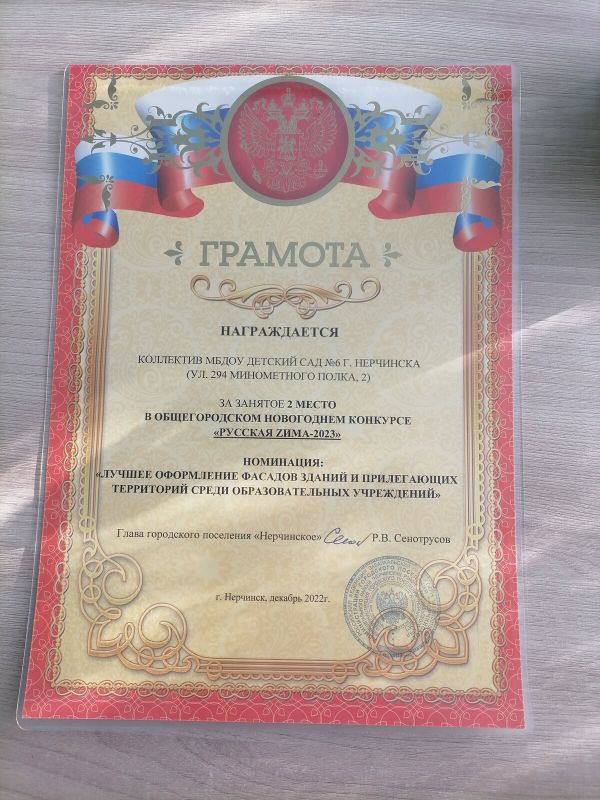 ГРАМОТА
НАГРАЖДАЕТСЯ
КОЛЛЕКТИВ МБДОУ ДЕТСКИЙ САД №6 Г. НЕРЧИНСКА
(УЛ. 294 МИНОМЕТНОГО ПОЛКА, 2)
ЗА ЗАНЯТОЕ 2 МЕСТО
В ОБЩЕГОРОДСКОМ НОВОГОДНЕМ КОНКУРСЕ
«РУССКАЯ ZИМА-2023»
НОМИНАЦИЯ:
«ЛУЧШЕЕ ОФОРМЛЕНИЕ ФАСАДОВ ЗДАНИЙ И ПРИЛЕГАЮЩИХ
ТЕРРИТОРИЙ СРЕДИ ОБРАЗОВАТЕЛЬНЫХ УЧРЕЖДЕНИЙ»
Глава городского поселения «Нерчинское» Р.В. Сенотрусов
г. Нерчинск, декабрь 2022г.